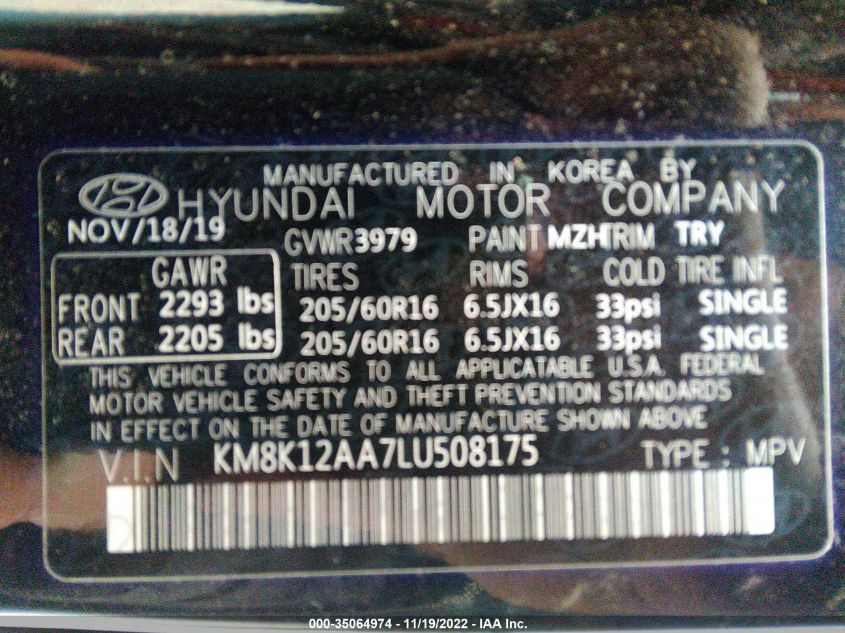 MANUFACTURED IN KOREA BY
HYUNDAI MOTOR COMPANY
NOV/18/19 GVWR 3979 PAINT MZH TRIM TRY
GAWR TIRES RIMS COLD TIRE INFL
FRONT 2293 lbs 205/60R16 6.5JX16 33psi SINGLE
REAR 2205 lbs 205/60R16 6.5JX16 33psi SINGLE
THIS VEHICLE CONFORMS TO ALL APPLICATABLE U.S.A. FEDERAL
MOTOR VEHICLE SAFETY AND THEFT PREVENTION STANDARDS
IN EFFECT ON THE DATE OF MANUFACTURE SHOWN ABOVE
V.I.N KM8K12AA7LU508175 TYPE : MPV
000-35064974 - 11/19/2022 - IAA Inc.